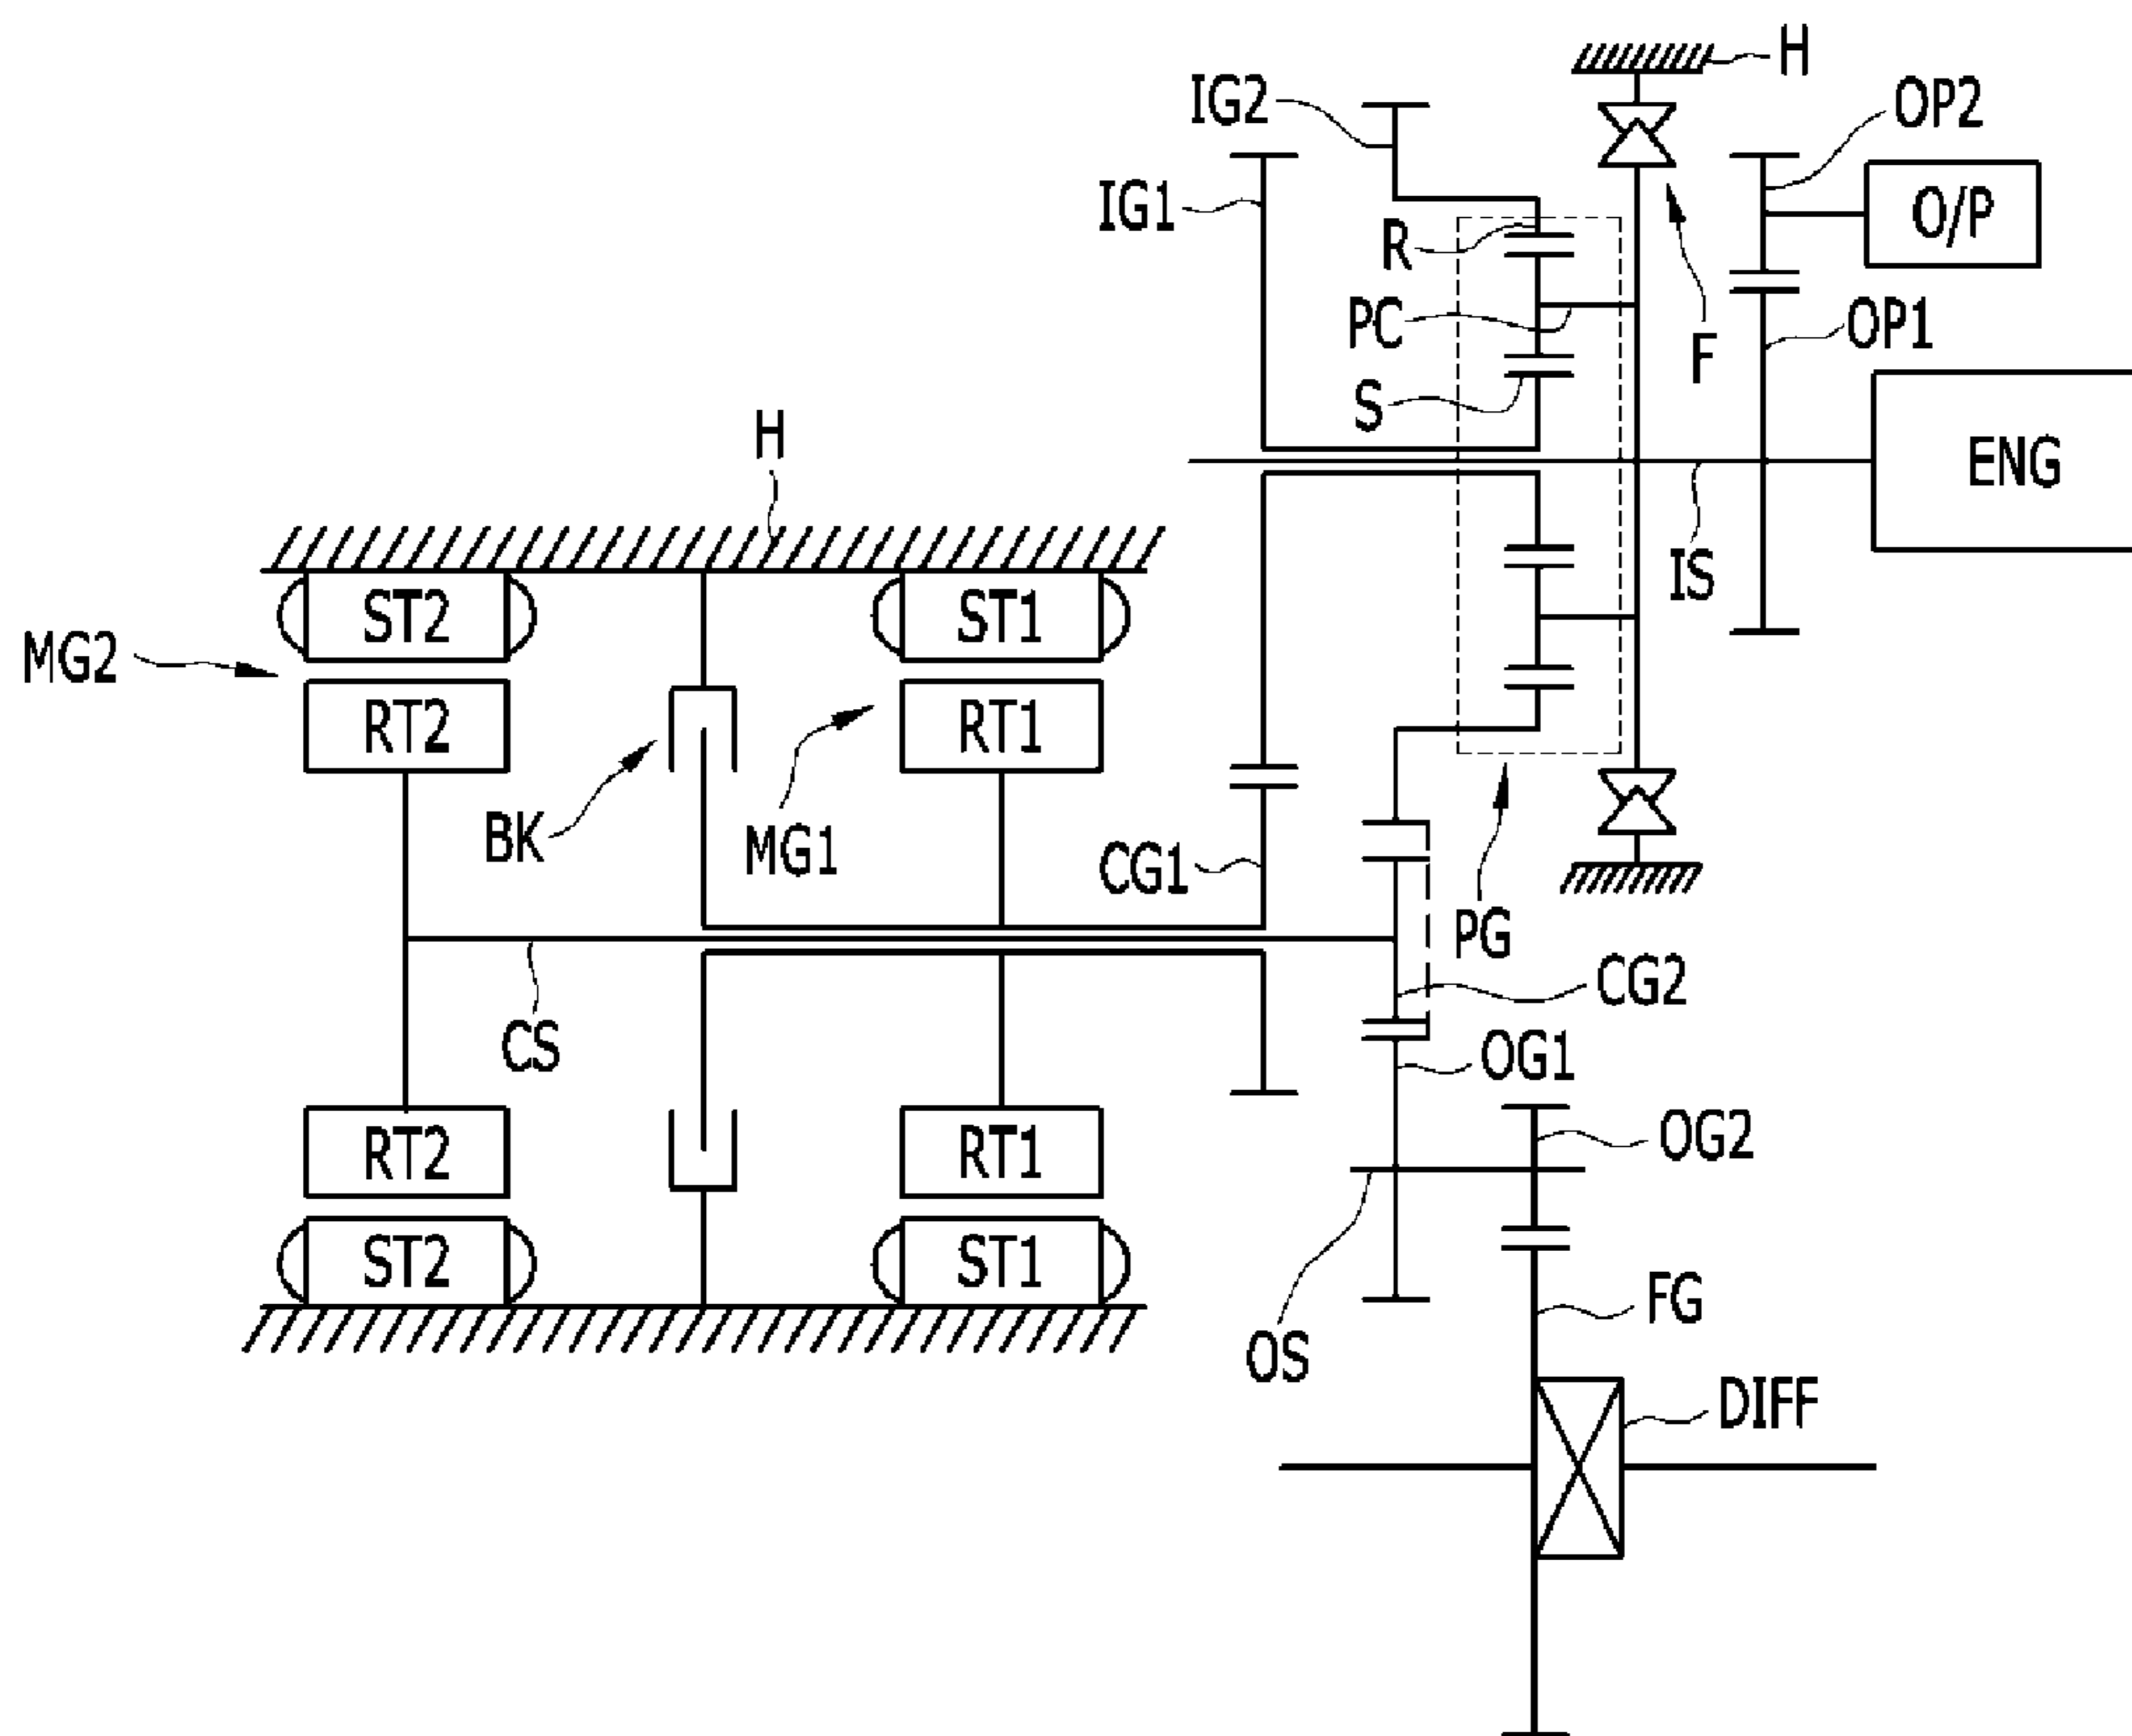 H
IG2
OP2
IG1
O/P
R
PC
OP1
F
S
H
ENG
IS
ST2
ST1
MG2
RT2
RT1
BK
MG1
CG1
PG
CG2
CS
OG1
OG2
RT2
RT1
ST2
ST1
FG
OS
DIFF